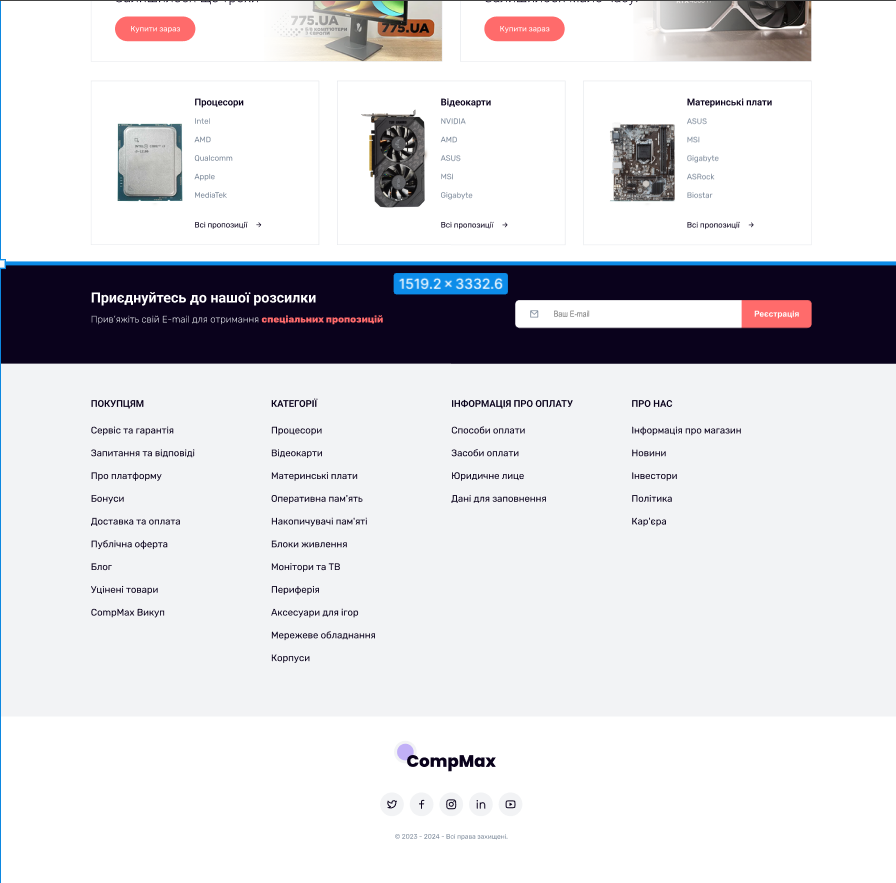 775.UA
775.UA
Купити зараз
Купити зараз
Процесори
Intel
AMD
Qualcomm
Apple
MediaTek
Всі пропозиції →
Відеокарти
NVIDIA
AMD
ASUS
MSI
Gigabyte
Всі пропозиції →
Материнські плати
ASUS
MSI
Gigabyte
ASRock
Biostar
Всі пропозиції →
1519.2 × 3332.6
Приєднуйтесь до нашої розсилки
Прив'яжіть свій E-mail для отримання спеціальних пропозицій
Ваш E-mail
Реєстрація
ПОКУПЦЯМ
Сервіс та гарантія
Запитання та відповіді
Про платформу
Бонуси
Доставка та оплата
Публічна оферта
Блог
Уцінені товари
CompMax Викуп
КАТЕГОРІЇ
Процесори
Відеокарти
Материнські плати
Оперативна пам'ять
Накопичувачі пам'яті
Блоки живлення
Монітори та ТВ
Периферія
Аксесуари для ігор
Мережеве обладнання
Корпуси
ІНФОРМАЦІЯ ПРО ОПЛАТУ
Способи оплати
Засоби оплати
Юридичне лице
Дані для заповнення
ПРО НАС
Інформація про магазин
Новини
Інвестори
Політика
Кар'єра
CompMax
© 2023 - 2024 - Всі права захищені.